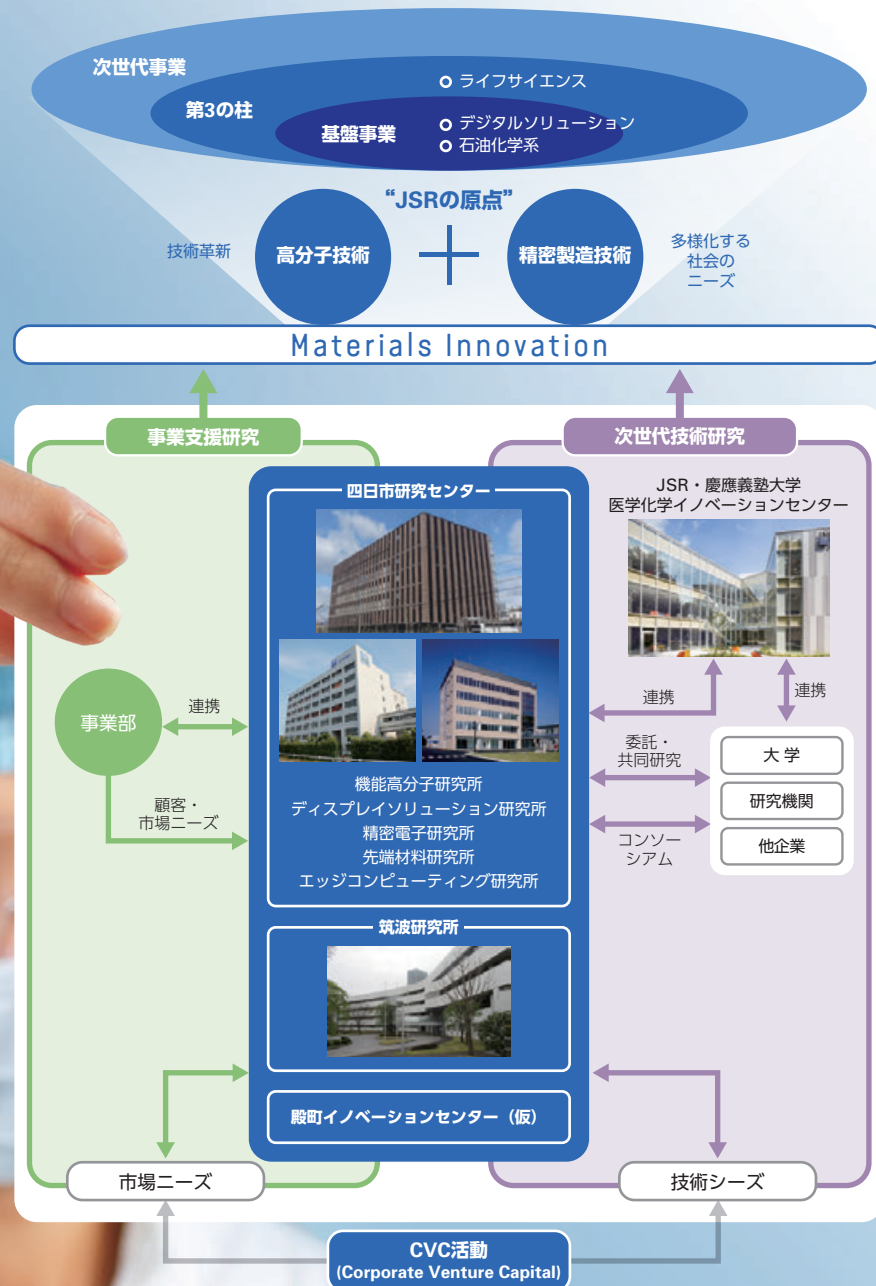 次世代事業
ライフサイエンス
第3の柱
デジタルソリューション
基盤事業
石油化学系
“JSRの原点”
技術革新
高分子技術
精密製造技術
多様化する
社会の
ニーズ
Materials Innovation
事業支援研究
次世代技術研究
四日市研究センター
JSR・慶應義塾大学
医学化学イノベーションセンター
事業部
連携
連携
連携
委託・
共同研究
大学
研究機関
他企業
コンソー
シアム
顧客・
市場ニーズ
機能高分子研究所
ディスプレイソリューション研究所
精密電子研究所
先端材料研究所
エッジコンピューティング研究所
筑波研究所
殿町イノベーションセンター（仮）
市場ニーズ
技術シーズ
CVC活動
(Corporate Venture Capital)